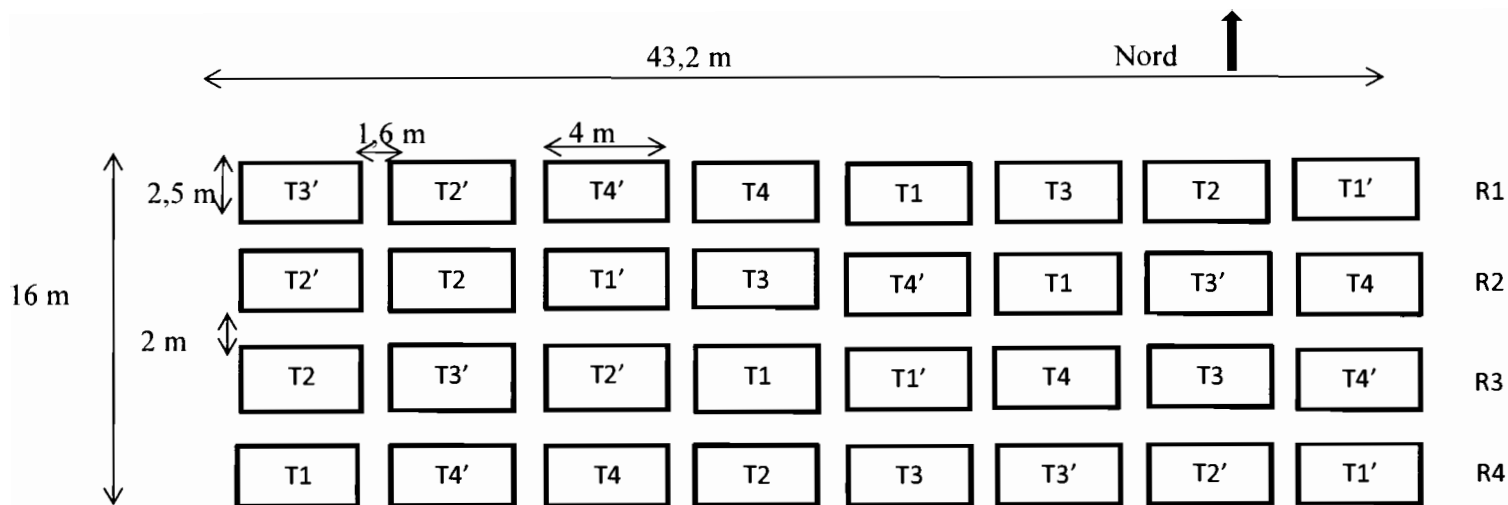 43,2 m Nord
1,6 m 4 m
2,5 m T3′ T2′ T4′ T4 T1 T3 T2 T1′ R1
16 m T2′ T2 T1′ T3 T4′ T1 T3′ T4 R2
2 m
T2 T3′ T2′ T1 T1′ T4 T3 T4′ R3
T1 T4′ T4 T2 T3 T3′ T2′ T1′ R4